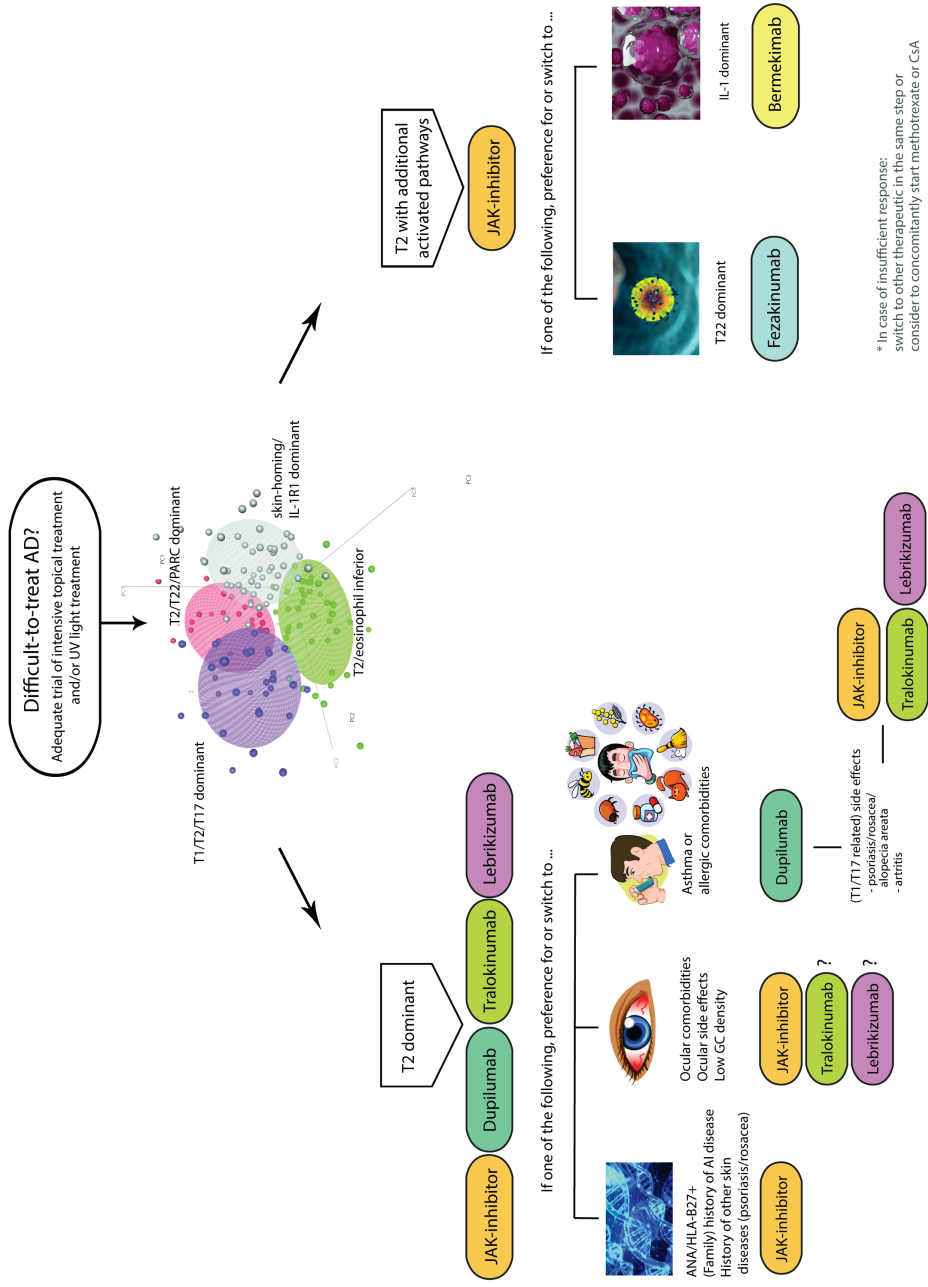 Difficult-to-treat AD?
Adequate trial of intensive topical treatment
and/or UV light treatment
T1/T2/T17 dominant
T2/T22/PARC dominant
skin-homing/
IL-1R1 dominant
T2/eosinophil inferior
PC1
PC1
PC2
PC2
PC3
PC3
T2 dominant
JAK-inhibitor
Dupilumab
Tralokinumab
Lebrikizumab
If one of the following, preference for or switch to ...
ANA/HLA-B27+
(Family) history of AI disease
History of other skin
diseases (psoriasis/rosacea)
JAK-inhibitor
Ocular comorbidities
Ocular side effects
Low GC density
JAK-inhibitor
Tralokinumab ?
Lebrikizumab ?
Asthma or
allergic comorbidities
Dupilumab
(T1/T17 related) side effects
- psoriasis/rosacea/
alopecia areata
- artritis
JAK-inhibitor
Tralokinumab
Lebrikizumab
T2 with additional
activated pathways
JAK-inhibitor
If one of the following, preference for or switch to ...
T22 dominant
Fezakinumab
IL-1 dominant
Bermekimab
* In case of insufficient response:
switch to other therapeutic in the same step or
consider to concomitantly start methotrexate or CsA